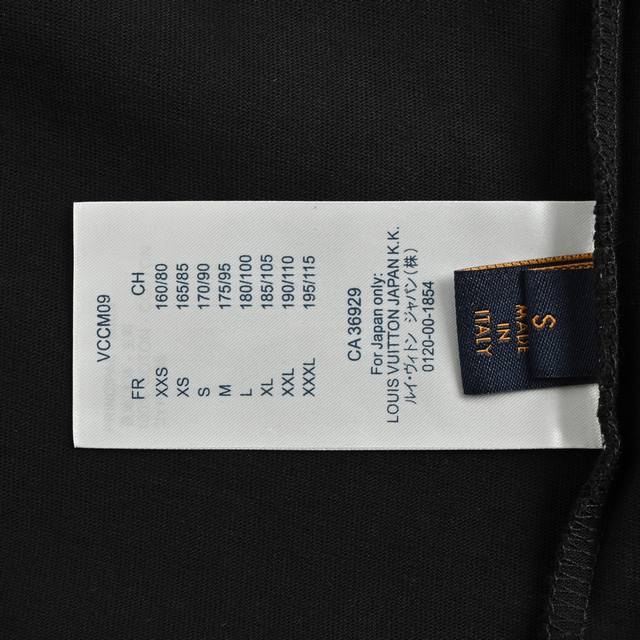 VCCM09
FR CH
XXS 160/80
XS 165/85
S 170/90
M 175/95
L 180/100
XL 185/105
XXL 190/110
XXXL 195/115
CA 36929
For Japan only:
LOUIS VUITTON JAPAN K.K.
ルイ・ヴィトン ジャパン(株)
0120-00-1854
S
MADE
IN
ITALY